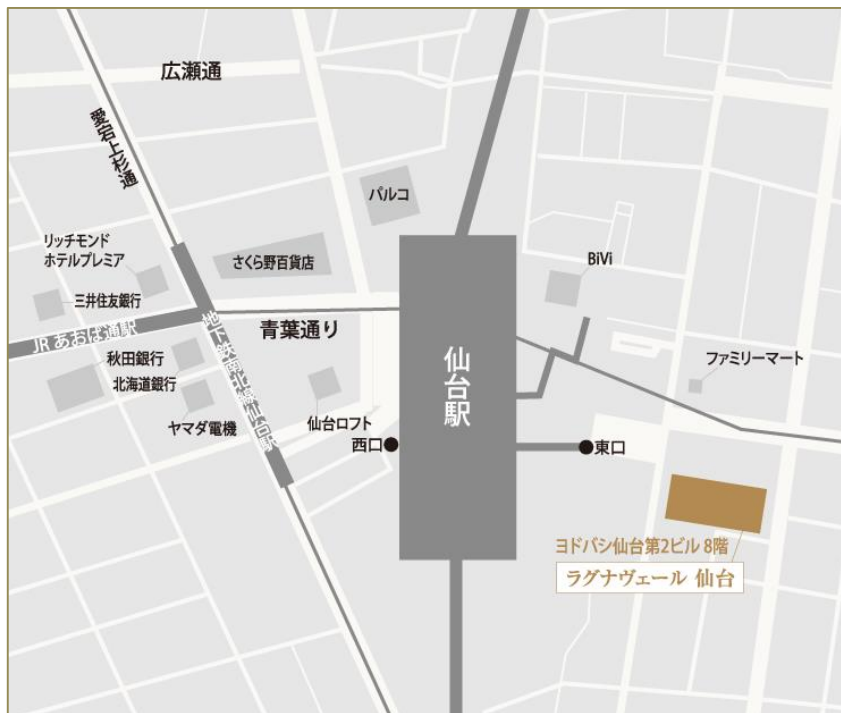 広瀬通
愛宕上杉通
パルコ
リッチモンド
ホテルプレミア
さくら野百貨店
BiVi
三井住友銀行
青葉通り
JR あおば通駅
地下鉄南北線仙台駅
仙台駅
秋田銀行
北海道銀行
ファミリーマート
ヤマダ電機
仙台ロフト
西口
東口
ヨドバシ仙台第2ビル 8階
ラグナヴェール 仙台